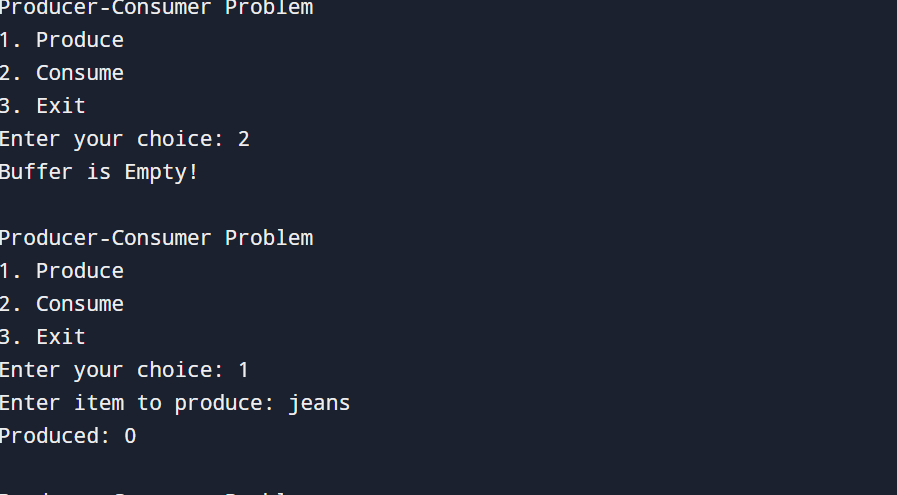 Producer-Consumer Problem
1. Produce
2. Consume
3. Exit
Enter your choice: 2
Buffer is Empty!
Producer-Consumer Problem
1. Produce
2. Consume
3. Exit
Enter your choice: 1
Enter item to produce: jeans
Produced: 0